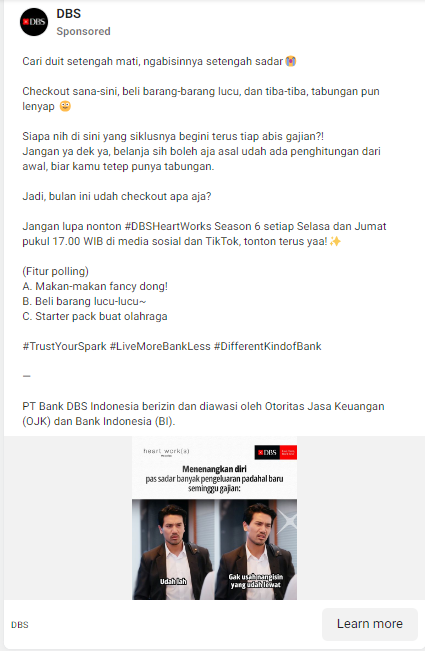 DBS
Sponsored
Cari duit setengah mati, ngabisinnya setengah sadar
Checkout sana-sini, beli barang-barang lucu, dan tiba-tiba, tabungan pun
lenyap
Siapa nih di sini yang siklusnya begini terus tiap abis gajian?!
Jangan ya dek ya, belanja sih boleh aja asal udah ada penghitungan dari
awal, biar kamu tetep punya tabungan.
Jadi, bulan ini udah checkout apa aja?
Jangan lupa nonton #DBSHeartWorks Season 6 setiap Selasa dan Jumat
pukul 17.00 WIB di media sosial dan TikTok, tonton terus yaa!✨
(Fitur polling)
A. Makan-makan fancy dong!
B. Beli barang lucu-lucu~
C. Starter pack buat olahraga
#TrustYourSpark #LiveMoreBankLess #DifferentKindofBank
—
PT Bank DBS Indonesia berizin dan diawasi oleh Otoritas Jasa Keuangan
(OJK) dan Bank Indonesia (BI).
heart work(s)
DBS
Menenangkan diri
pas sadar banyak pengeluaran padahal baru
seminggu gajian:
Udah lah
Gak usah nangisin
yang udah lewat
DBS
Learn more